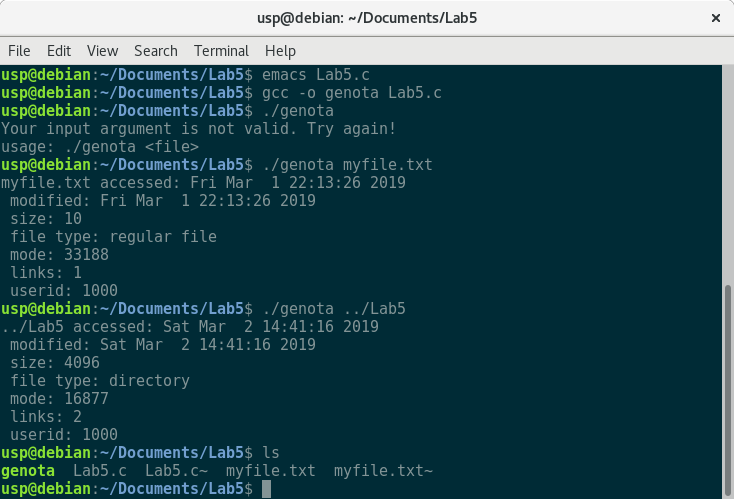 usp@debian: ~/Documents/Lab5
File Edit View Search Terminal Help
usp@debian:~/Documents/Lab5$ emacs Lab5.c
usp@debian:~/Documents/Lab5$ gcc -o genota Lab5.c
usp@debian:~/Documents/Lab5$ ./genota
Your input argument is not valid. Try again!
usage: ./genota <file>
usp@debian:~/Documents/Lab5$ ./genota myfile.txt
myfile.txt accessed: Fri Mar  1 22:13:26 2019
 modified: Fri Mar  1 22:13:26 2019
 size: 10
 file type: regular file
 mode: 33188
 links: 1
 userid: 1000
usp@debian:~/Documents/Lab5$ ./genota ../Lab5
../Lab5 accessed: Sat Mar  2 14:41:16 2019
 modified: Sat Mar  2 14:41:16 2019
 size: 4096
 file type: directory
 mode: 16877
 links: 2
 userid: 1000
usp@debian:~/Documents/Lab5$ ls
genota  Lab5.c  Lab5.c~  myfile.txt  myfile.txt~
usp@debian:~/Documents/Lab5$